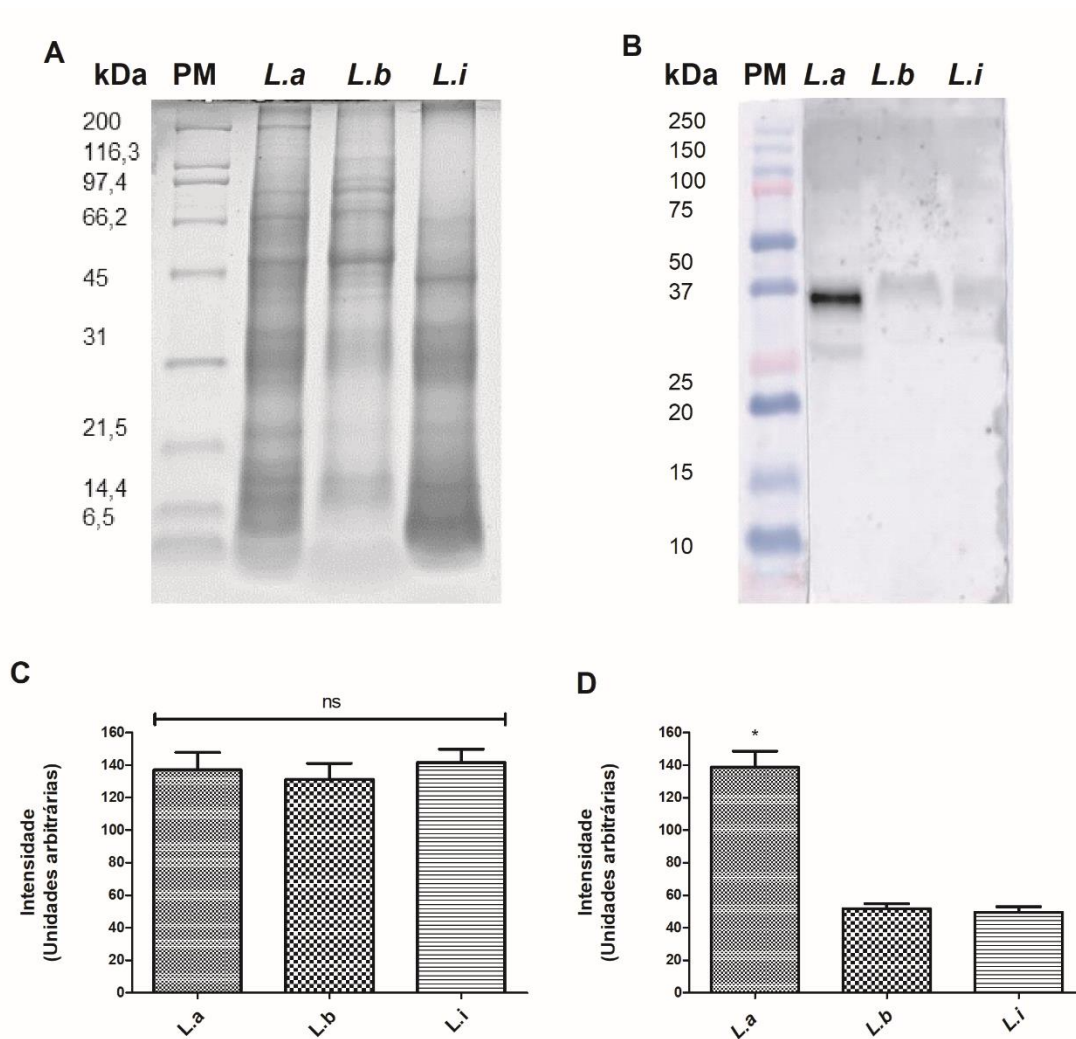 A
kDa PM L.a L.b L.i
200
116,3
97,4
66,2
45
31
21,5
14,4
6,5
B
kDa PM L.a L.b L.i
250
150
100
75
50
37
25
20
15
10
C
ns
Intensidade
(Unidades arbitrárias)
160
140
120
100
80
60
40
20
0
L.a L.b L.i
D
*
Intensidade
(Unidades arbitrárias)
160
140
120
100
80
60
40
20
0
L.a L.b L.i